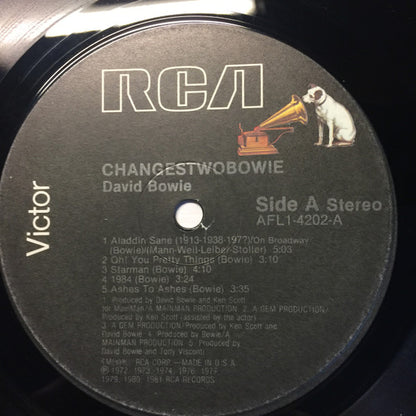 RCA
Victor
CHANGESTWOBOWIE
David Bowie
Side A Stereo
AFL1-4202-A
1 Aladdin Sane (1913-1938-197?)/On Broadway
(Bowie)/(Mann-Weil-Leiber-Stoller) 5:03
2 Oh! You Pretty Things (Bowie) 3:10
3 Starman (Bowie) 4:10
4 1984 (Bowie) 3:24
5 Ashes To Ashes (Bowie) 3:35
1 Produced by David Bowie and Ken Scott
for MainMan/A MAINMAN PRODUCTION 2 A GEM PRODUCTION/
Produced by Ken Scott (assisted by the actor)
3 A GEM PRODUCTION/Produced by Ken Scott and
David Bowie 4 Produced by Bowie/A
MAINMAN PRODUCTION 5 Produced by
David Bowie and Tony Visconti
RCA CORP.—MADE IN U.S.A.
℗ 1972, 1973, 1974, 1976
1979, 1980, 1981 RCA RECORDS